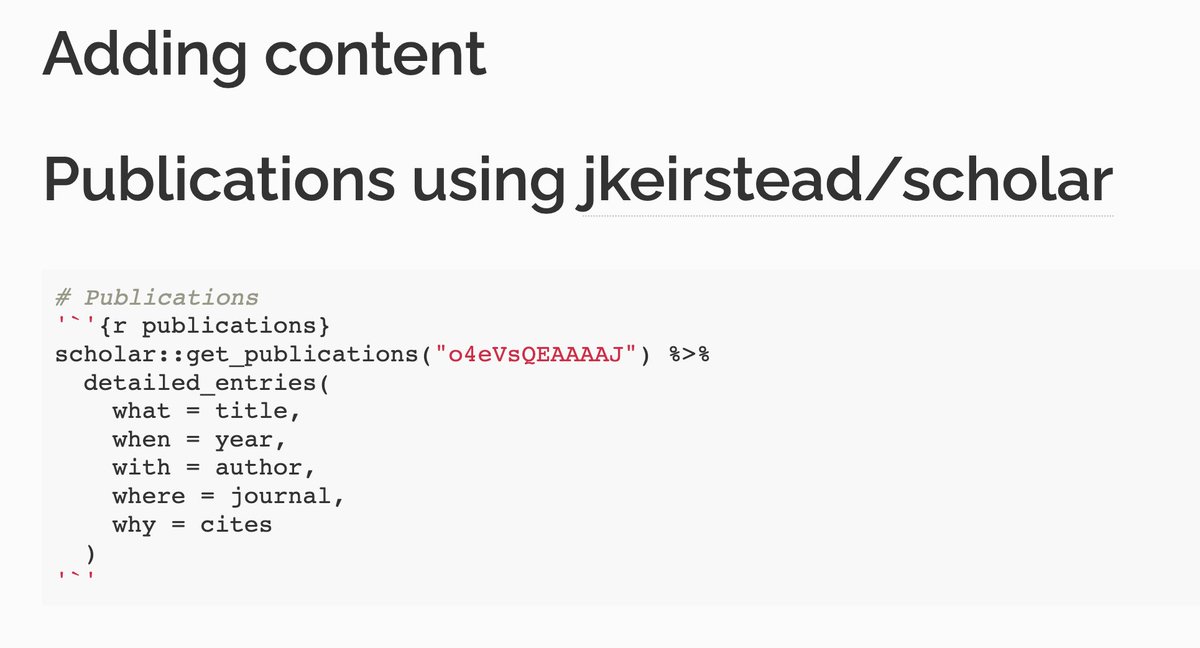 Adding content
Publications using jkeirstead/scholar
# Publications
'`'{r publications}
scholar::get_publications("o4eVsQEAAAAJ") %>%
  detailed_entries(
    what = title,
    when = year,
    with = author,
    where = journal,
    why = cites
  )
'`'